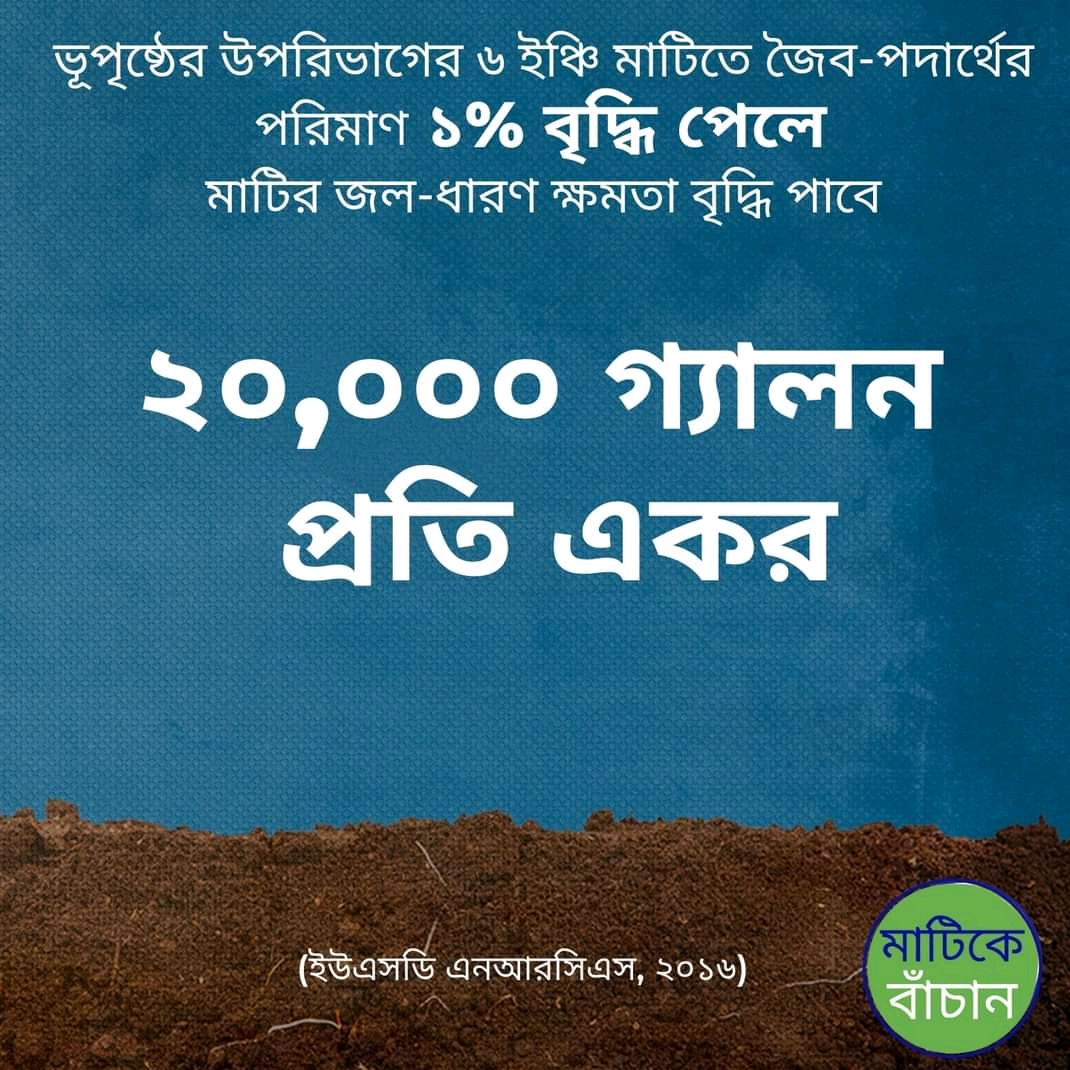 ভূপৃষ্ঠের উপরিভাগের ৬ ইঞ্চি মাটিতে জৈব-পদার্থের
পরিমাণ ১% বৃদ্ধি পেলে
মাটির জল-ধারণ ক্ষমতা বৃদ্ধি পাবে
২০,০০০ গ্যালন
প্রতি একর
(ইউএসডি এনআরসিএস, ২০১৬)
মাটিকে
বাঁচান